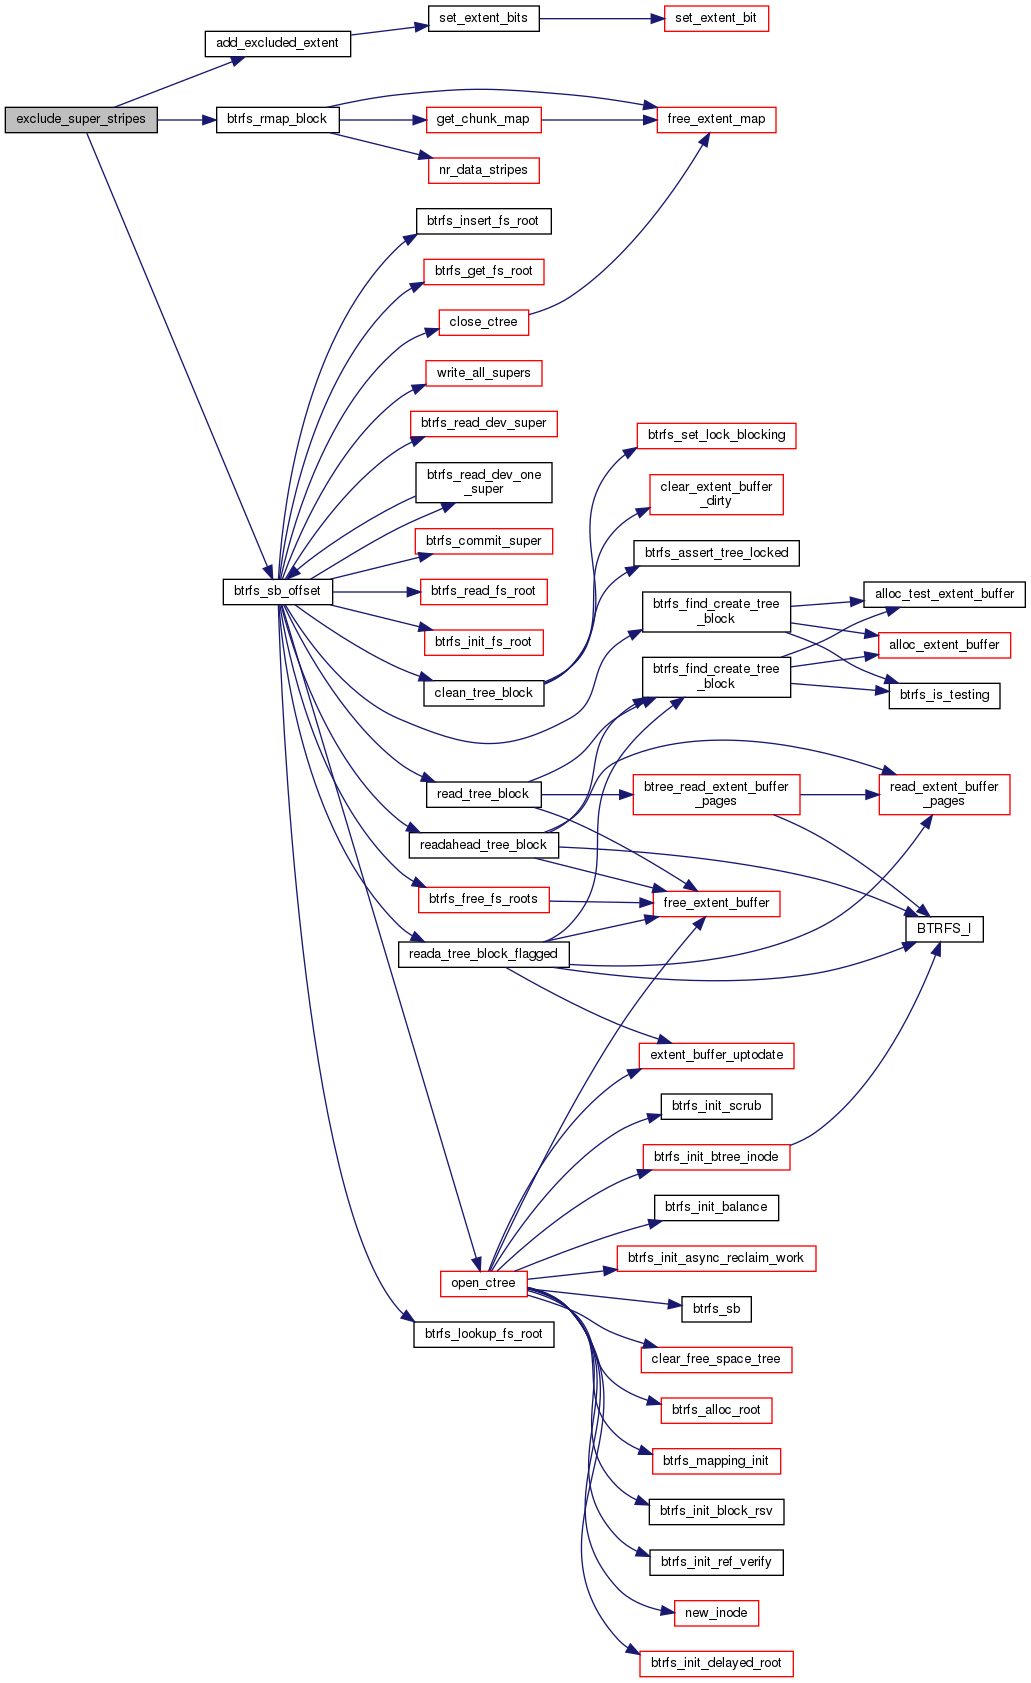 set_extent_bits
set_extent_bit
add_excluded_extent
exclude_super_stripes
btrfs_rmap_block
get_chunk_map
free_extent_map
nr_data_stripes
btrfs_insert_fs_root
btrfs_get_fs_root
close_ctree
write_all_supers
btrfs_read_dev_super
btrfs_set_lock_blocking
btrfs_read_dev_one
_super
clear_extent_buffer
_dirty
btrfs_commit_super
btrfs_assert_tree_locked
btrfs_sb_offset
btrfs_read_fs_root
btrfs_find_create_tree
_block
alloc_test_extent_buffer
btrfs_init_fs_root
alloc_extent_buffer
btrfs_find_create_tree
_block
clean_tree_block
btrfs_is_testing
read_tree_block
btree_read_extent_buffer
_pages
read_extent_buffer
_pages
readahead_tree_block
btrfs_free_fs_roots
free_extent_buffer
BTRFS_I
reada_tree_block_flagged
extent_buffer_uptodate
btrfs_init_scrub
btrfs_init_btree_inode
btrfs_init_balance
btrfs_init_async_reclaim_work
open_ctree
btrfs_sb
btrfs_lookup_fs_root
clear_free_space_tree
btrfs_alloc_root
btrfs_mapping_init
btrfs_init_block_rsv
btrfs_init_ref_verify
new_inode
btrfs_init_delayed_root